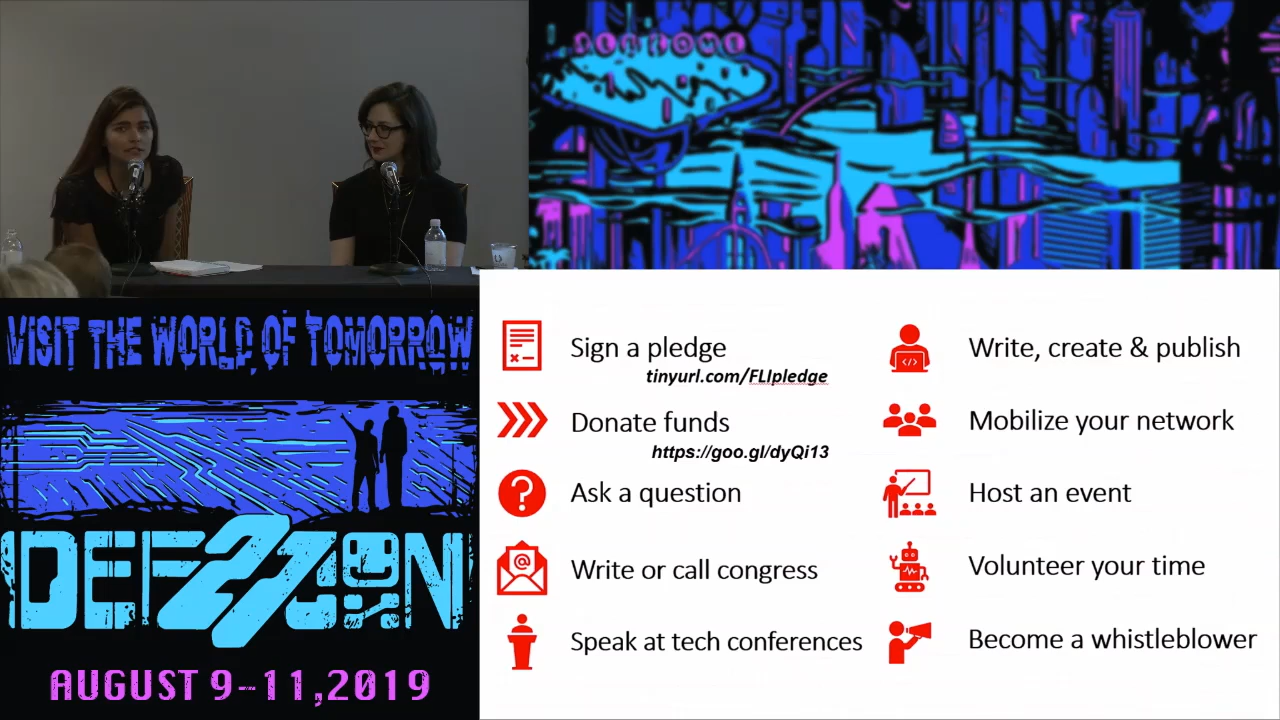 WELCOME
VISIT THE WORLD OF TOMORROW
DEF27CON
AUGUST 9-11,2019
Sign a pledge
tinyurl.com/FLIpledge
Donate funds
https://goo.gl/dyQi13
Ask a question
Write or call congress
Speak at tech conferences
Write, create & publish
Mobilize your network
Host an event
Volunteer your time
Become a whistleblower